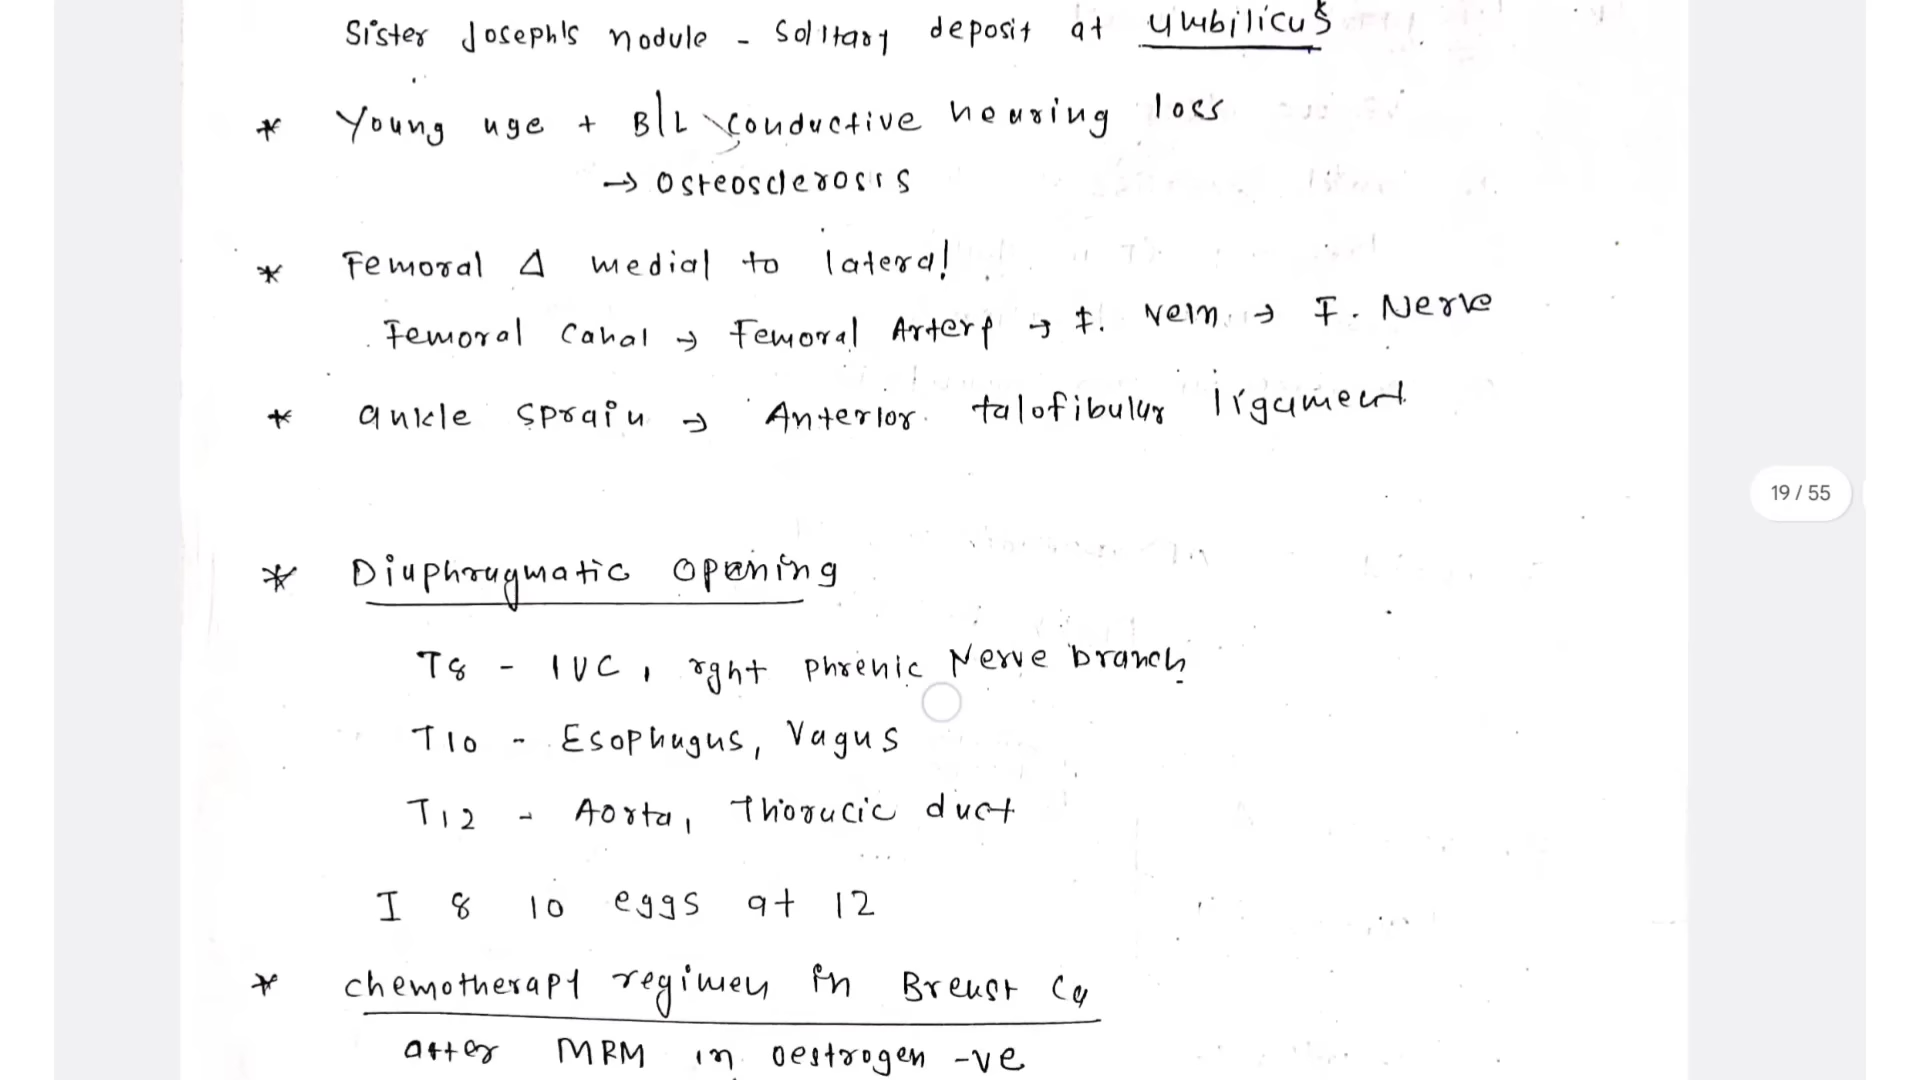 Sister Joseph's nodule - Solitary deposit at umbilicus
* Young age + B/L conductive hearing loss
→ Osteosclerosis
* Femoral Δ medial to lateral
Femoral Canal → Femoral Artery → F. Vein → F. Nerve
* ankle sprain → Anterior talofibular ligament
19 / 55
* Diaphragmatic Opening
T8 - IVC, rght Phrenic Nerve branch
T10 - Esophagus, Vagus
T12 - Aorta, Thoracic duct
I 8 10 eggs at 12
* chemotherapy regimen in Breast Ca
after MRM in oestrogen -ve